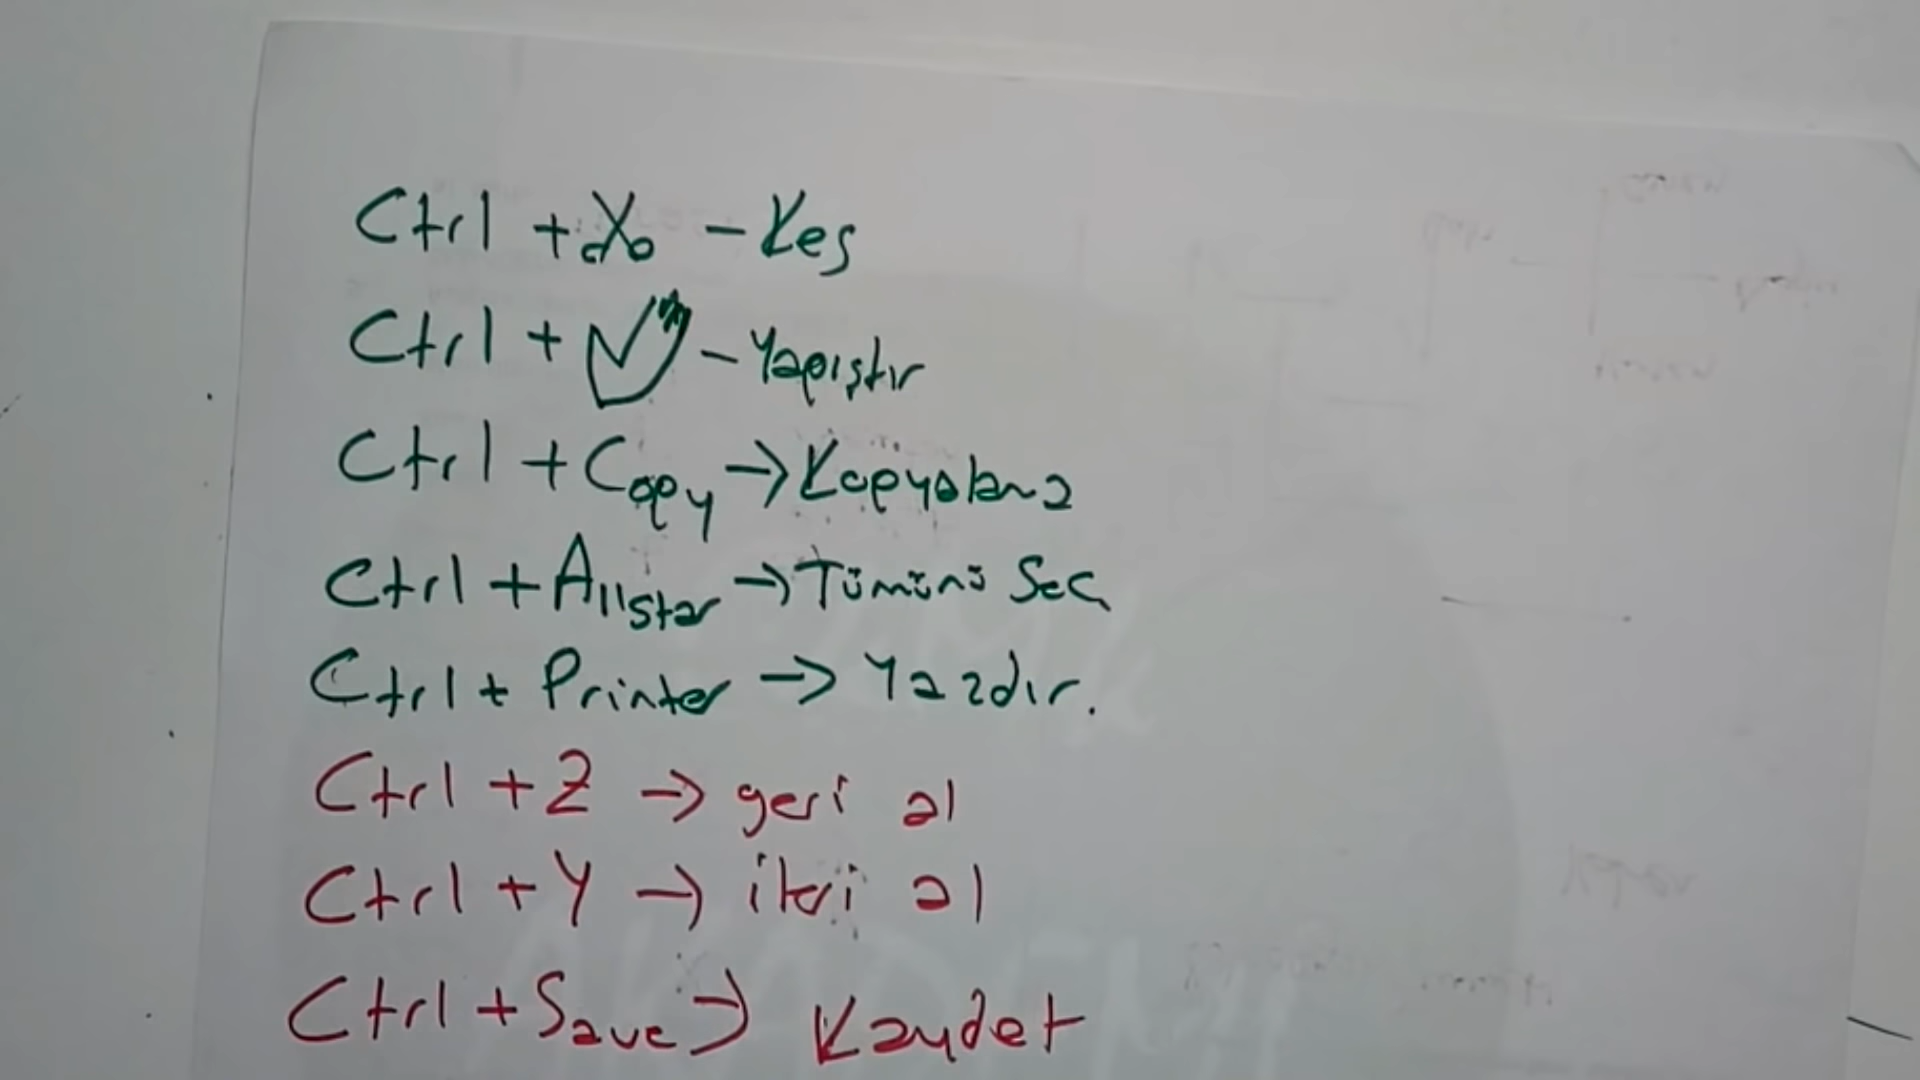 Ctrl + X - Kes
Ctrl + V - Yapıştır
Ctrl + Copy → Kopyalama
Ctrl + Allstar → Tümünü Seç
Ctrl + Printer → Yazdır.
Ctrl + Z → geri al
Ctrl + Y → ileri al
Ctrl + Save → Kaydet